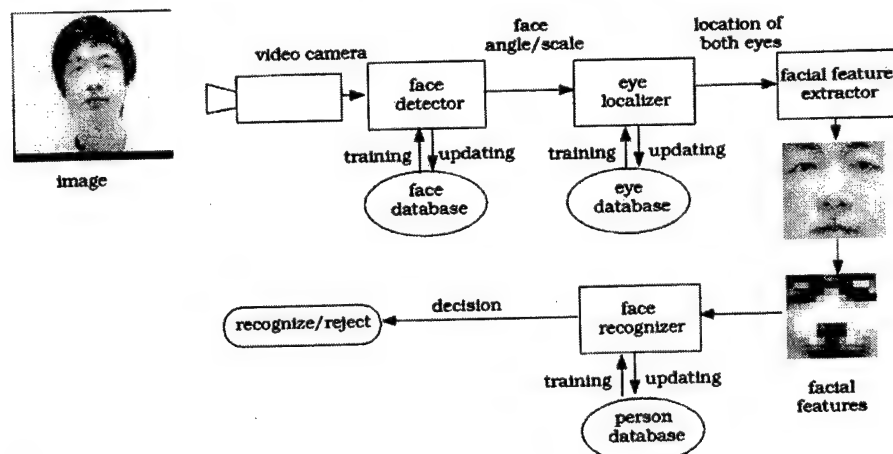 image
video camera
face
detector
face
angle/scale
eye
localizer
location of
both eyes
facial feature
extractor
training
updating
face
database
training
updating
eye
database
facial
features
face
recognizer
training
updating
person
database
decision
recognize/reject